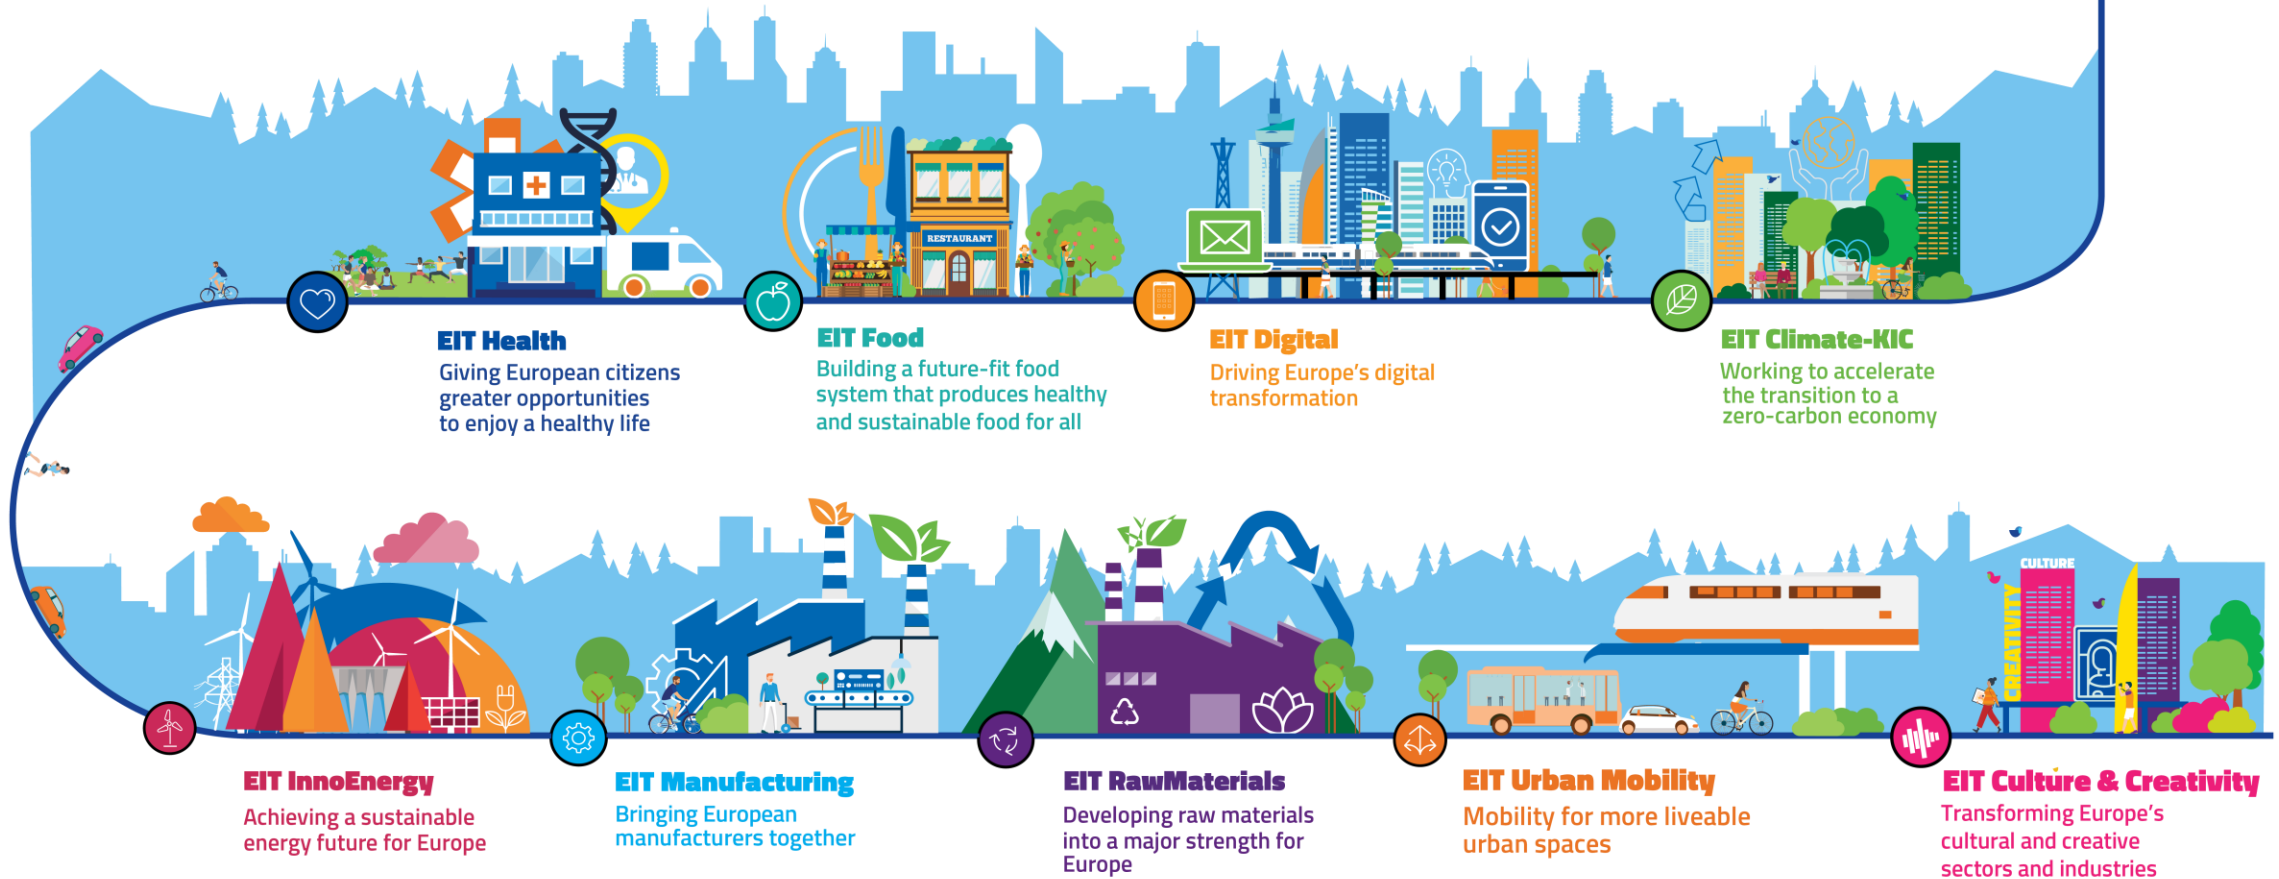 RESTAURANT
EIT Health
Giving European citizens
greater opportunities
to enjoy a healthy life
EIT Food
Building a future-fit food
system that produces healthy
and sustainable food for all
EIT Digital
Driving Europe's digital
transformation
EIT Climate-KIC
Working to accelerate
the transition to a
zero-carbon economy
CULTURE
CREATIVITY
EIT InnoEnergy
Achieving a sustainable
energy future for Europe
EIT Manufacturing
Bringing European
manufacturers together
EIT RawMaterials
Developing raw materials
into a major strength for
Europe
EIT Urban Mobility
Mobility for more liveable
urban spaces
EIT Culture & Creativity
Transforming Europe's
cultural and creative
sectors and industries